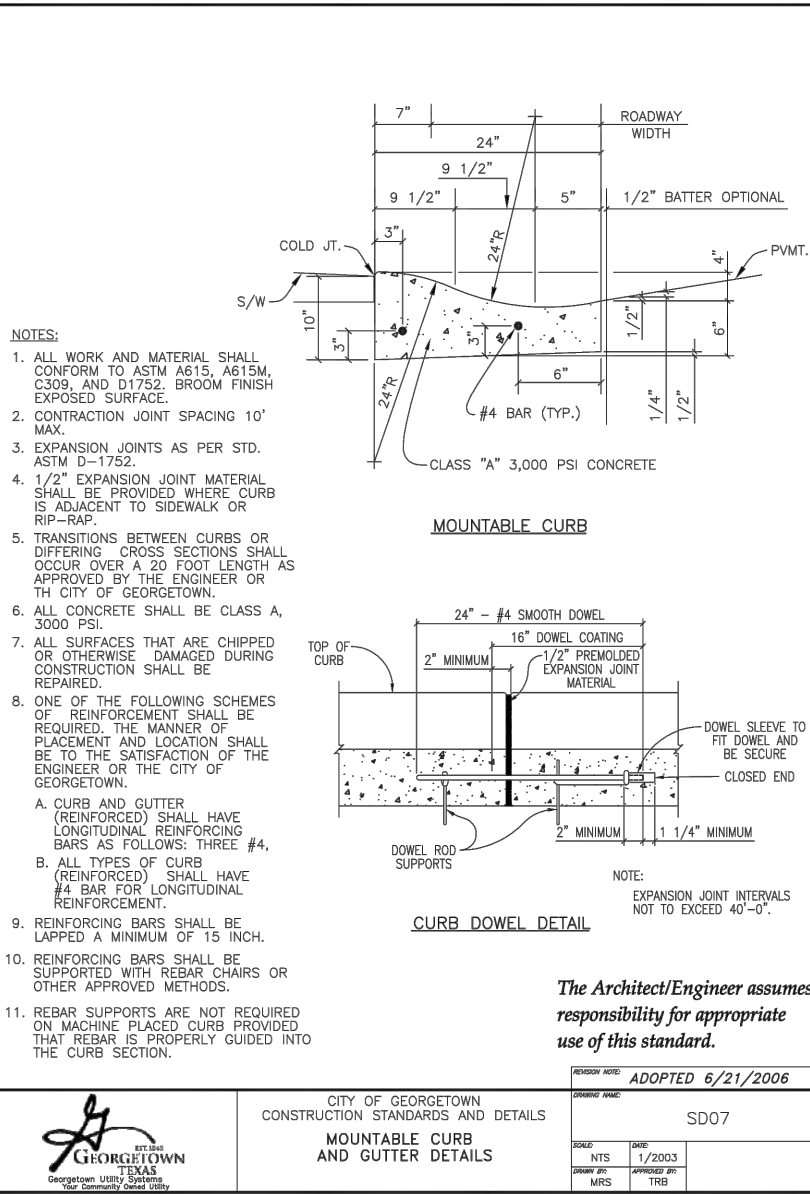 7"
ROADWAY
WIDTH
24"
9 1/2"
9 1/2"
5"
1/2" BATTER OPTIONAL
3"
COLD JT.
24"R
4"
PVMT.
S/W
10"
3"
3"
1/2"
6"
24"R
6"
1/4"
1/2"
#4 BAR (TYP.)
CLASS "A" 3,000 PSI CONCRETE
MOUNTABLE CURB
NOTES:
1. ALL WORK AND MATERIAL SHALL
CONFORM TO ASTM A615, A615M,
C309, AND D1752. BROOM FINISH
EXPOSED SURFACE.
2. CONTRACTION JOINT SPACING 10'
MAX.
3. EXPANSION JOINTS AS PER STD.
ASTM D-1752.
4. 1/2" EXPANSION JOINT MATERIAL
SHALL BE PROVIDED WHERE CURB
IS ADJACENT TO SIDEWALK OR
RIP-RAP.
5. TRANSITIONS BETWEEN CURBS OR
DIFFERING CROSS SECTIONS SHALL
OCCUR OVER A 20 FOOT LENGTH AS
APPROVED BY THE ENGINEER OR
TH CITY OF GEORGETOWN.
6. ALL CONCRETE SHALL BE CLASS A,
3000 PSI.
7. ALL SURFACES THAT ARE CHIPPED
OR OTHERWISE DAMAGED DURING
CONSTRUCTION SHALL BE
REPAIRED.
8. ONE OF THE FOLLOWING SCHEMES
OF REINFORCEMENT SHALL BE
REQUIRED. THE MANNER OF
PLACEMENT AND LOCATION SHALL
BE TO THE SATISFACTION OF THE
ENGINEER OR THE CITY OF
GEORGETOWN.
A. CURB AND GUTTER
(REINFORCED) SHALL HAVE
LONGITUDINAL REINFORCING
BARS AS FOLLOWS: THREE #4,
B. ALL TYPES OF CURB
(REINFORCED) SHALL HAVE
#4 BAR FOR LONGITUDINAL
REINFORCEMENT.
9. REINFORCING BARS SHALL BE
LAPPED A MINIMUM OF 15 INCH.
10. REINFORCING BARS SHALL BE
SUPPORTED WITH REBAR CHAIRS OR
OTHER APPROVED METHODS.
11. REBAR SUPPORTS ARE NOT REQUIRED
ON MACHINE PLACED CURB PROVIDED
THAT REBAR IS PROPERLY GUIDED INTO
THE CURB SECTION.
24" - #4 SMOOTH DOWEL
16" DOWEL COATING
TOP OF
CURB
2" MINIMUM
1/2" PREMOLDED
EXPANSION JOINT
MATERIAL
DOWEL SLEEVE TO
FIT DOWEL AND
BE SECURE
CLOSED END
2" MINIMUM
1 1/4" MINIMUM
DOWEL ROD
SUPPORTS
NOTE:
EXPANSION JOINT INTERVALS
NOT TO EXCEED 40'-0".
CURB DOWEL DETAIL
The Architect/Engineer assumes
responsibility for appropriate
use of this standard.
REVISION NOTE:
ADOPTED 6/21/2006
DRAWING NAME:
SD07
SCALE:
NTS
DATE:
1/2003
DRAWN BY:
MRS
APPROVED BY:
TRB
CITY OF GEORGETOWN
CONSTRUCTION STANDARDS AND DETAILS
MOUNTABLE CURB
AND GUTTER DETAILS
G
EST. 1848
GEORGETOWN
TEXAS
Georgetown Utility Systems
Your Community Owned Utility